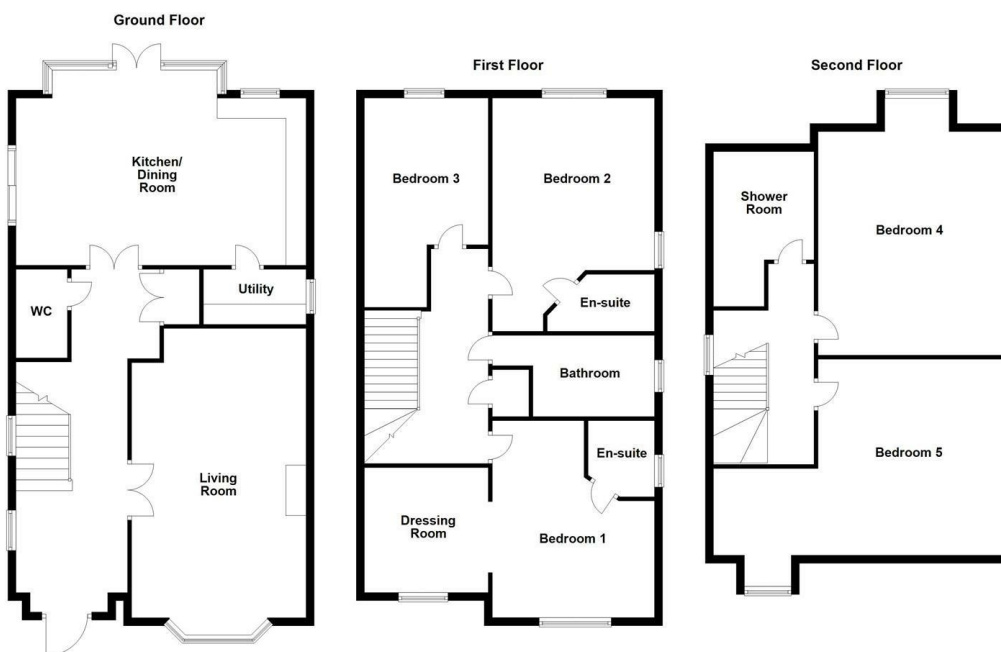 Ground Floor
Kitchen/
Dining
Room
WC
Utility
Living
Room
First Floor
Bedroom 3
Bedroom 2
En-suite
Bathroom
En-suite
Dressing
Room
Bedroom 1
Second Floor
Shower
Room
Bedroom 4
Bedroom 5